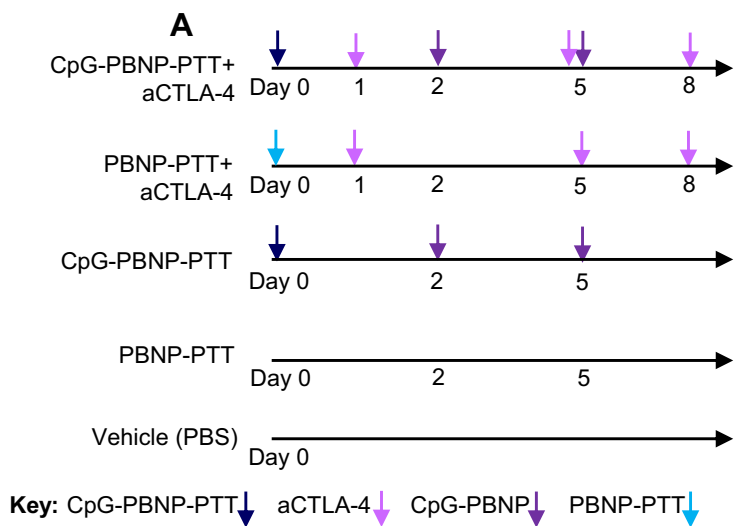 A
CpG-PBNP-PTT+
aCTLA-4
Day 0 1 2 5 8
PBNP-PTT+
aCTLA-4
Day 0 1 2 5 8
CpG-PBNP-PTT
2 5
PBNP-PTT
Day 0 2 5
Vehicle (PBS)
Day 0
Key: CpG-PBNP-PTT aCTLA-4 CpG-PBNP PBNP-PTT